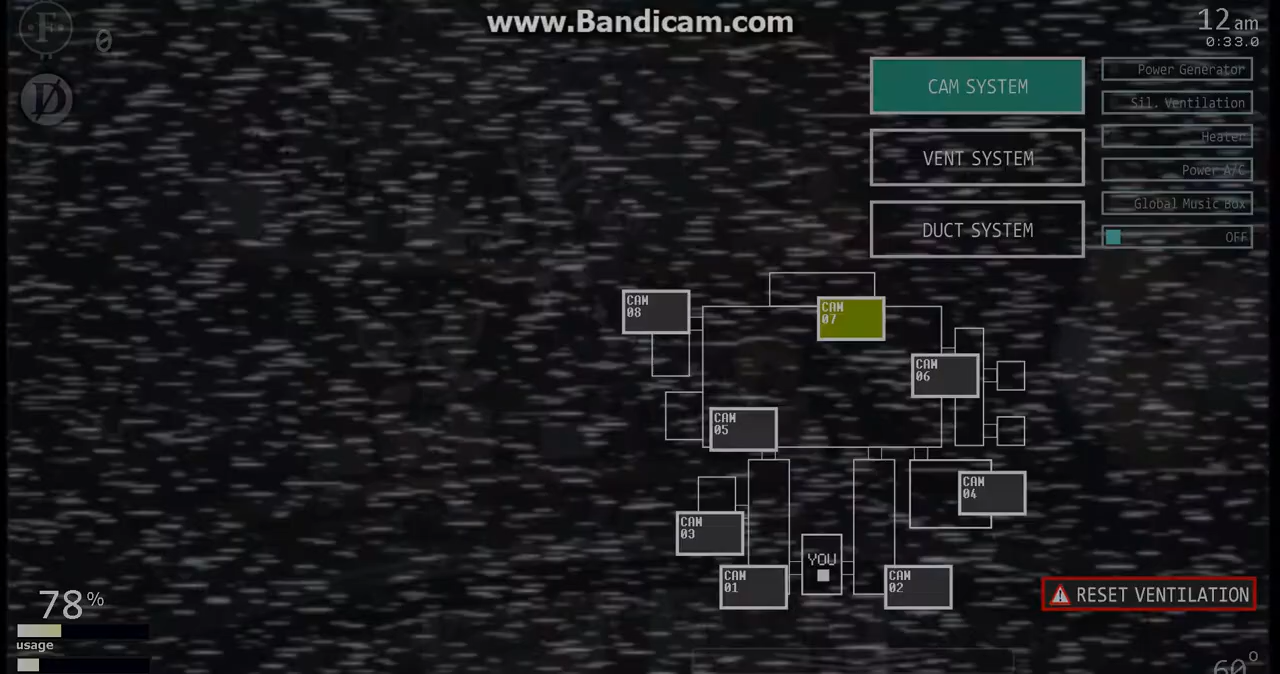 www.Bandicam.com
F
0
12 am
0:33.0
CAM SYSTEM
Power Generator
Sil. Ventilation
VENT SYSTEM
Heater
Power A/C
Global Music Box
DUCT SYSTEM
OFF
CAM
08
CAM
07
CAM
06
CAM
05
CAM
04
CAM
03
YOU
CAM
01
CAM
02
RESET VENTILATION
78%
usage
60°